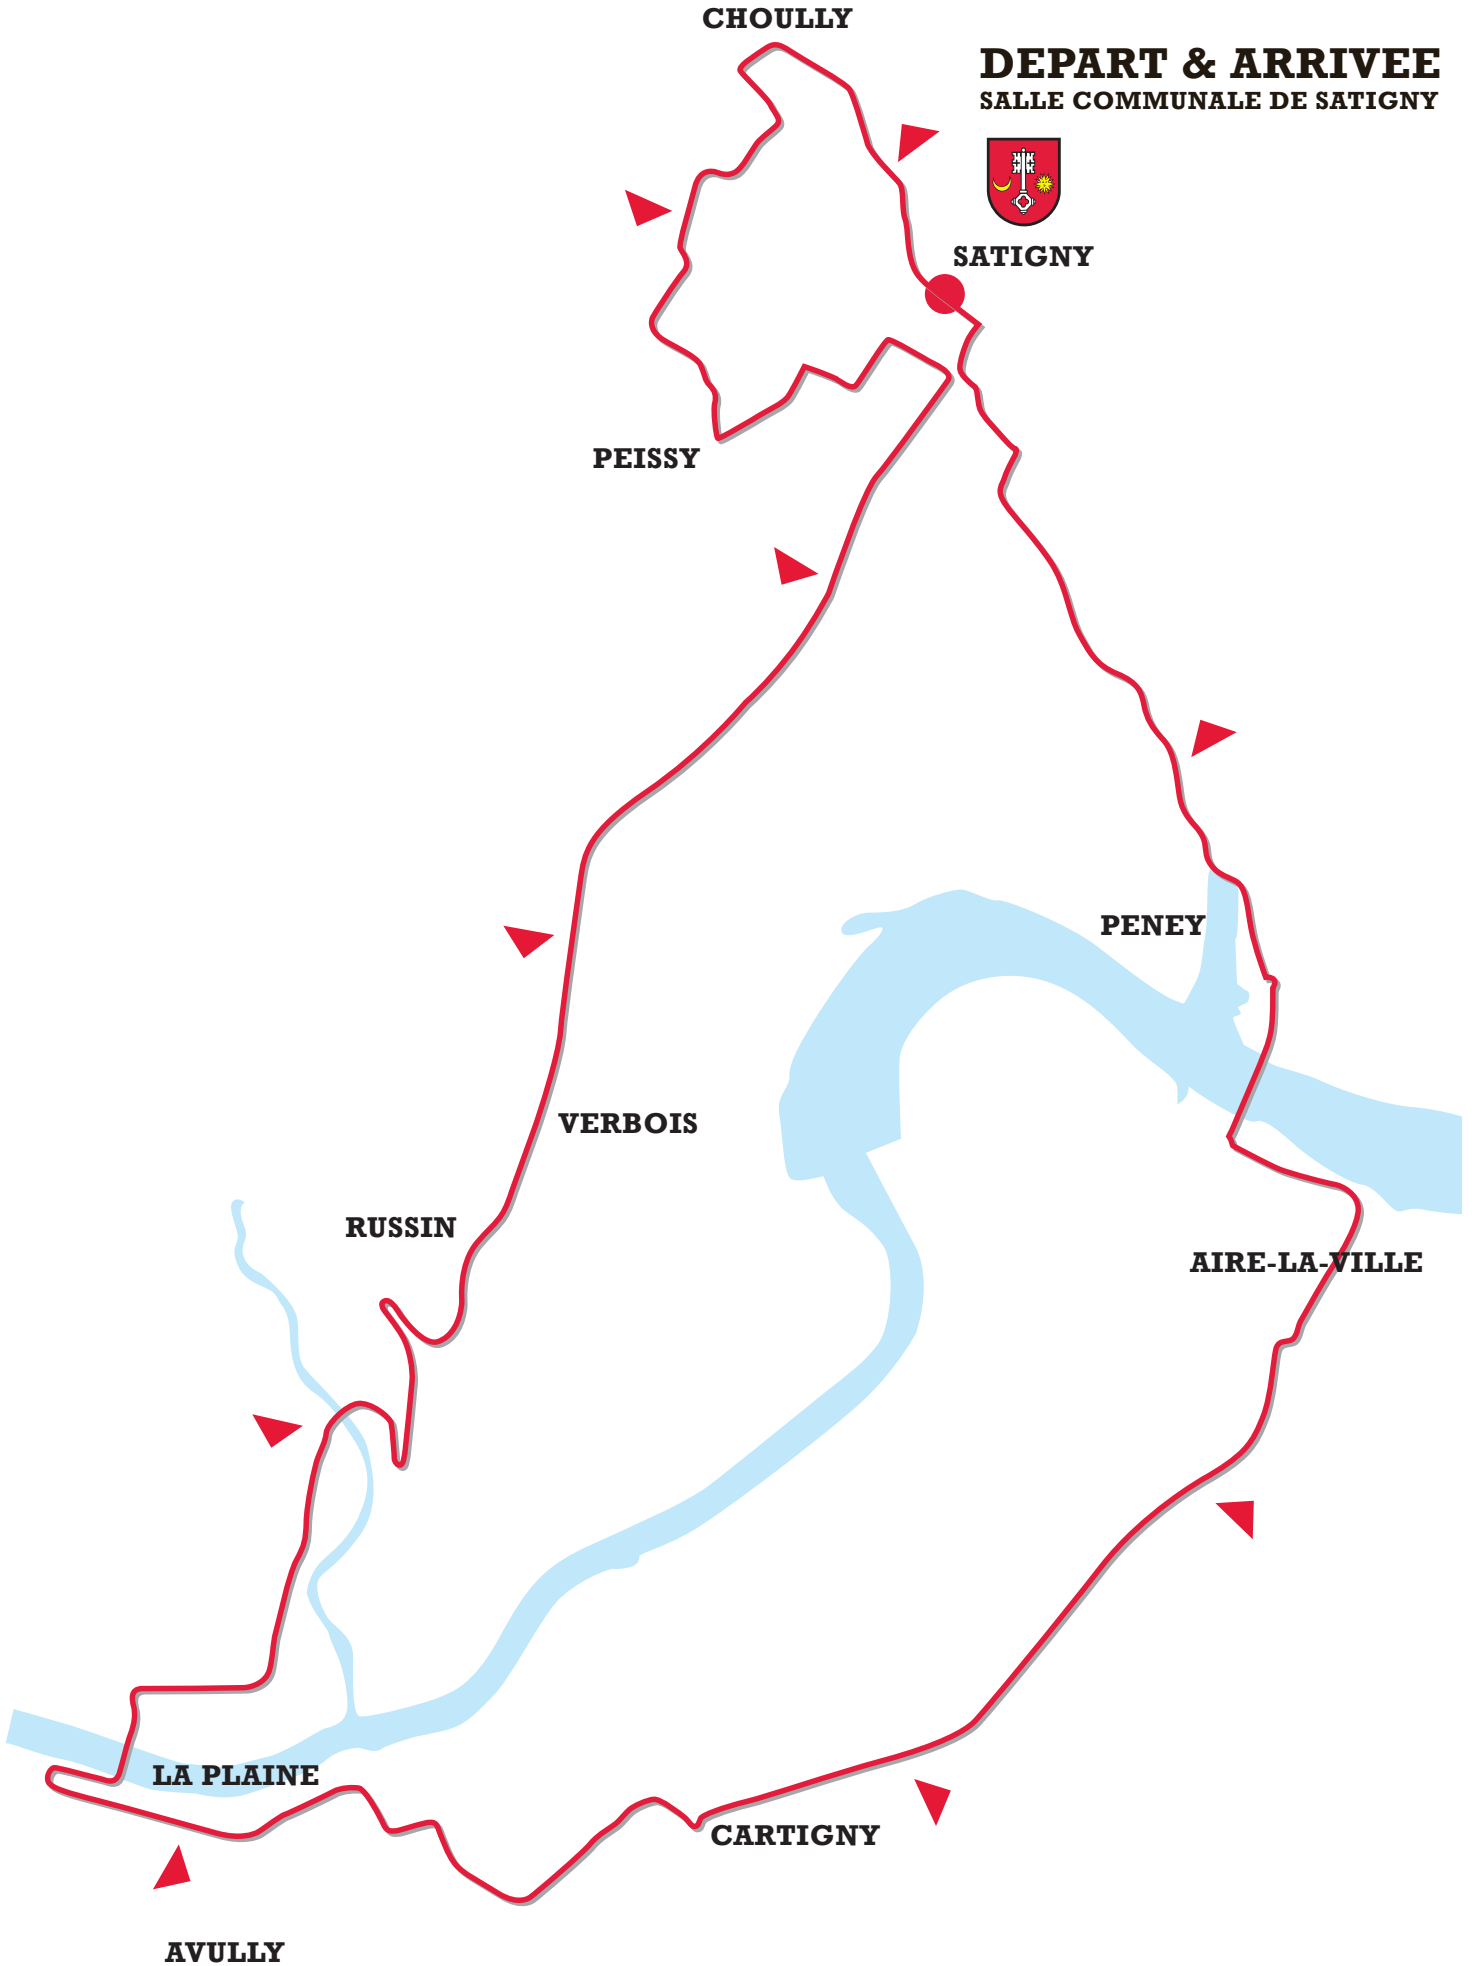 CHOULLY
DEPART & ARRIVEE
SALLE COMMUNALE DE SATIGNY
SATIGNY
PEISSY
PENEY
VERBOIS
RUSSIN
AIRE-LA-VILLE
LA PLAINE
CARTIGNY
AVULLY